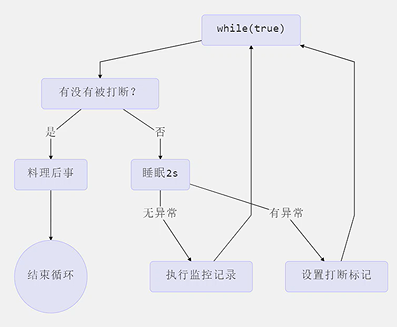 while(true)
有没有被打断?
是
否
料理后事
睡眠2s
无异常
有异常
结束循环
执行监控记录
设置打断标记